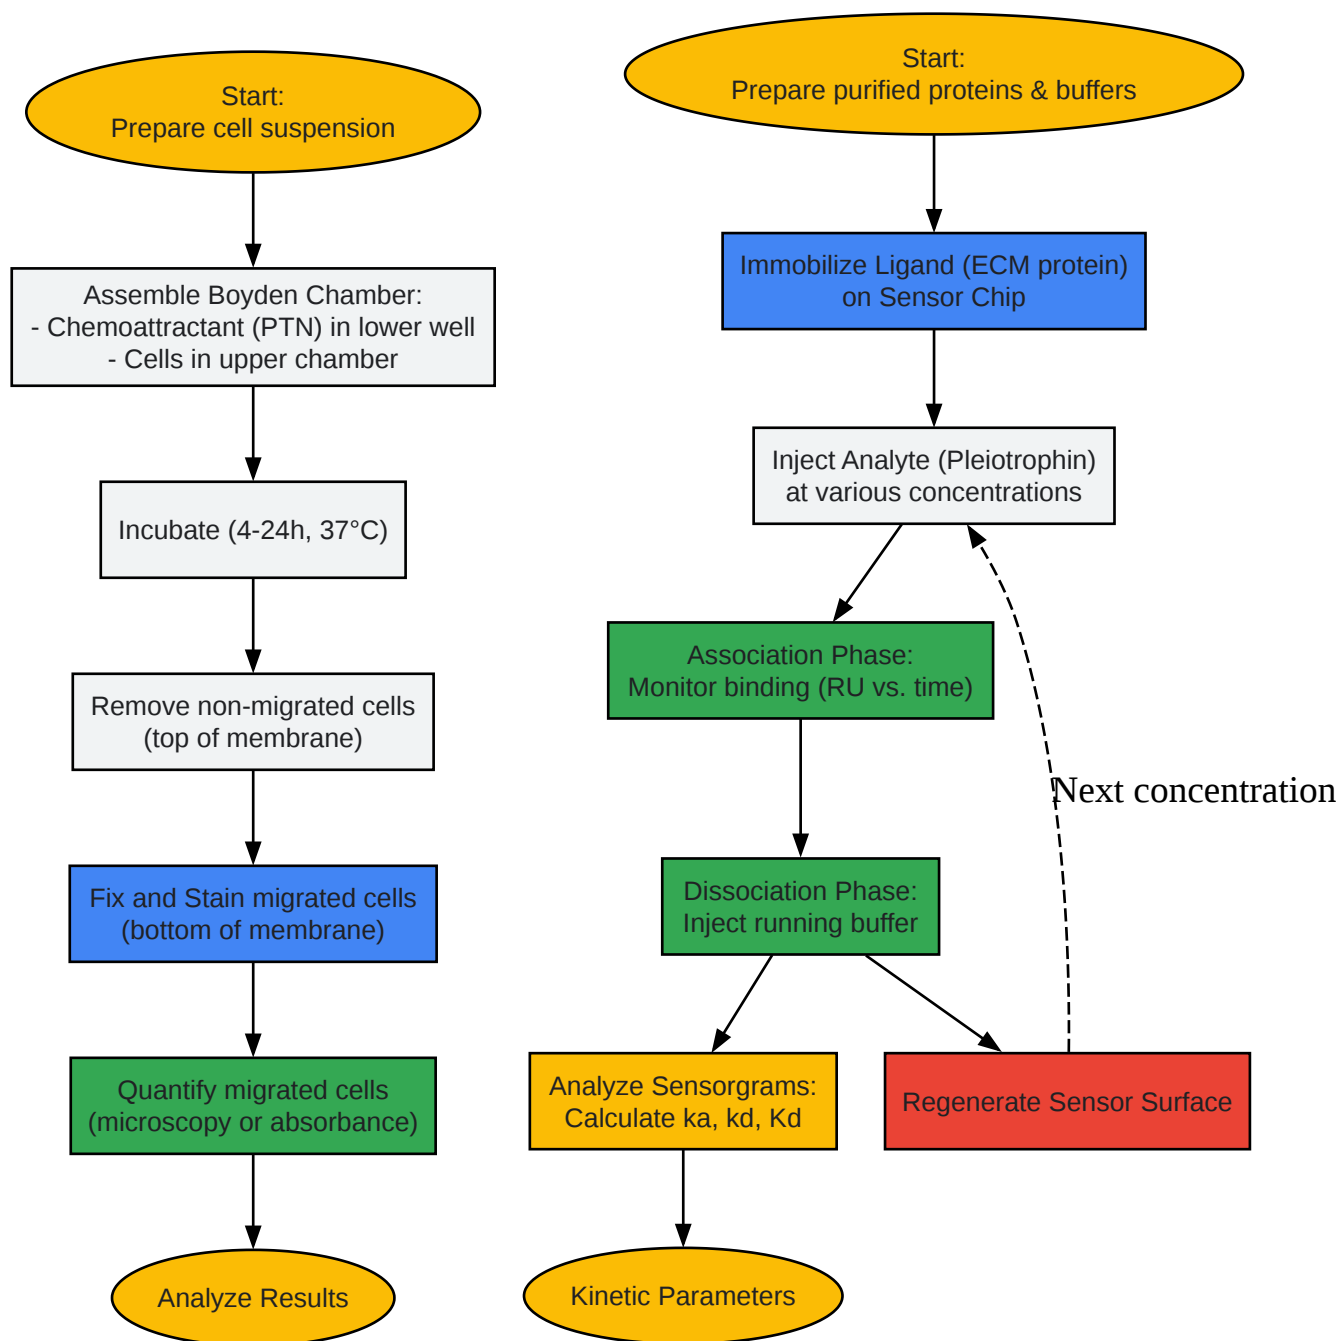 Start:
Prepare cell suspension
Assemble Boyden Chamber:
- Chemoattractant (PTN) in lower well
- Cells in upper chamber
Incubate (4-24h, 37°C)
Remove non-migrated cells
(top of membrane)
Fix and Stain migrated cells
(bottom of membrane)
Quantify migrated cells
(microscopy or absorbance)
Analyze Results
Start:
Prepare purified proteins & buffers
Immobilize Ligand (ECM protein)
on Sensor Chip
Inject Analyte (Pleiotrophin)
at various concentrations
Association Phase:
Monitor binding (RU vs. time)
Next concentration
Dissociation Phase:
Inject running buffer
Analyze Sensorgrams:
Calculate ka, kd, Kd
Regenerate Sensor Surface
Kinetic Parameters